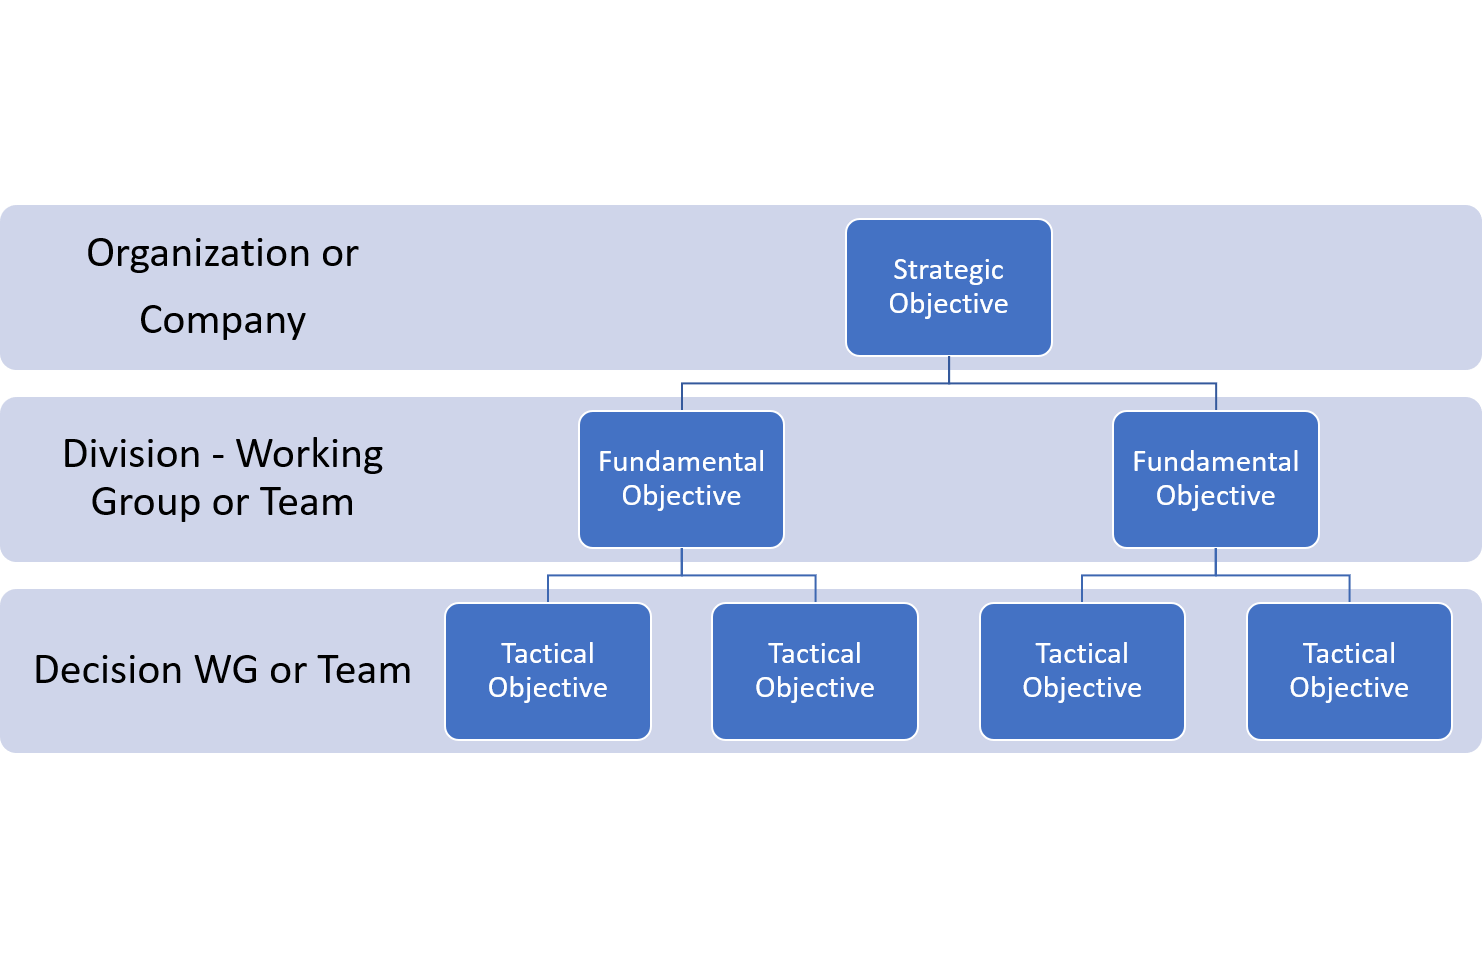 Organization or
Company
Strategic
Objective
Division - Working
Group or Team
Fundamental
Objective
Fundamental
Objective
Decision WG or Team
Tactical
Objective
Tactical
Objective
Tactical
Objective
Tactical
Objective